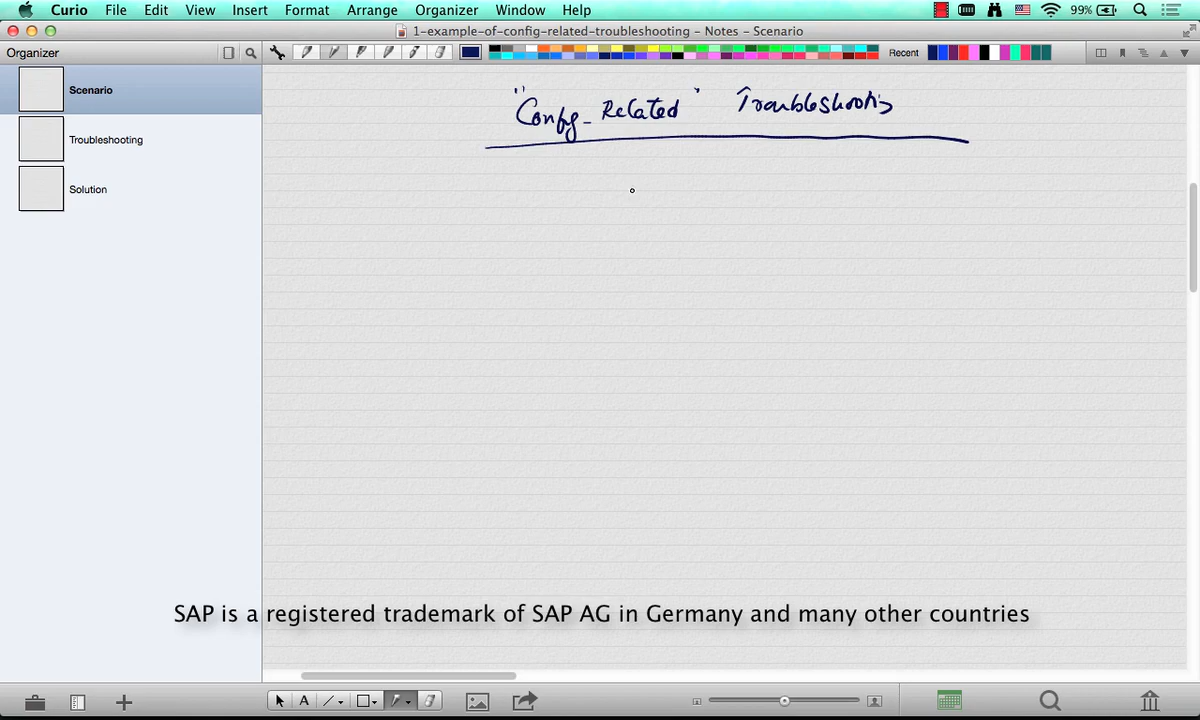 Curio File Edit View Insert Format Arrange Organizer Window Help 99%
1-example-of-config-related-troubleshooting – Notes – Scenario
Organizer Recent
Scenario
Troubleshooting
Solution
"Config-Related" Troubleshooting
SAP is a registered trademark of SAP AG in Germany and many other countries
A